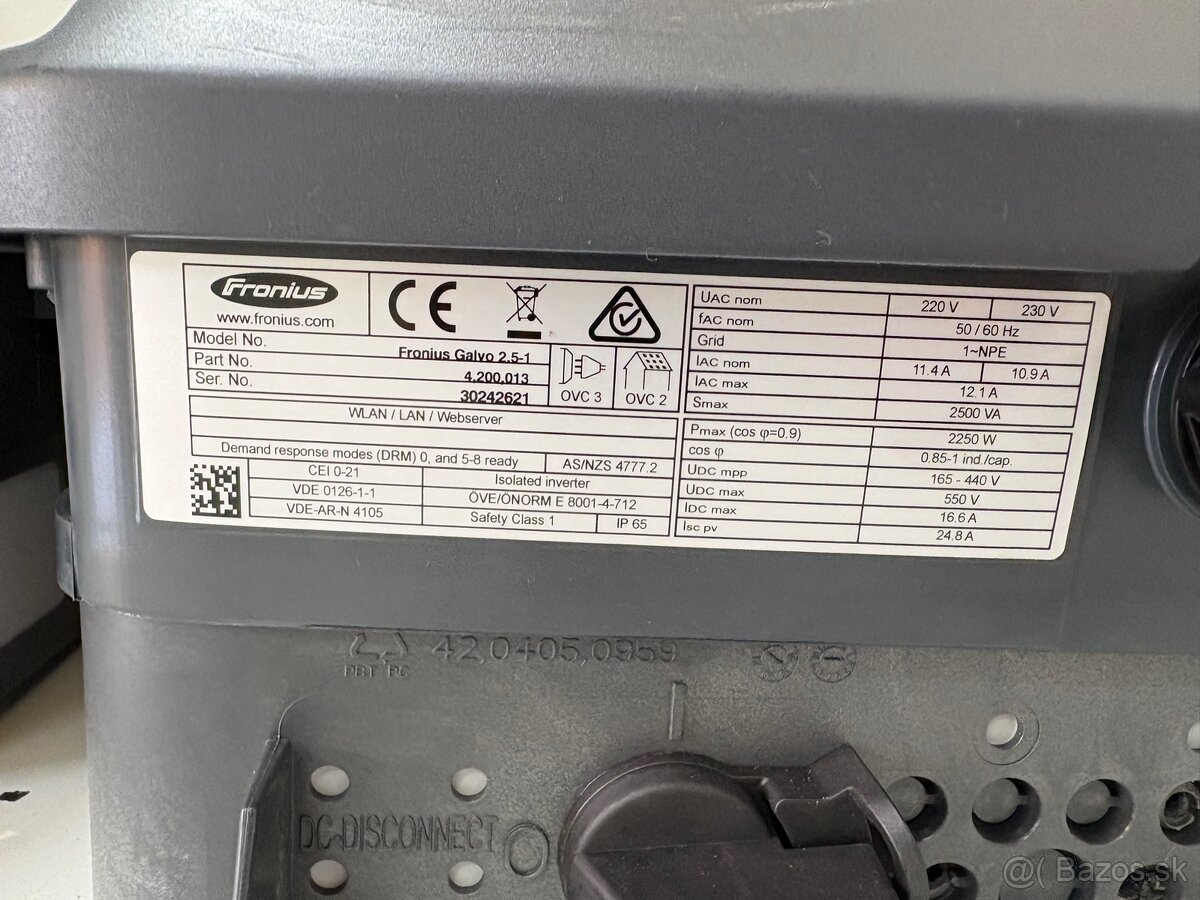 Fronius
www.fronius.com
CE
Model No. Fronius Galvo 2.5-1
Part No. 4.200.013
Ser. No. 30242621
OVC 3
OVC 2
WLAN / LAN / Webserver
Demand response modes (DRM) 0, and 5-8 ready AS/NZS 4777.2
CEI 0-21 Isolated inverter
VDE 0126-1-1 ÖVE/ÖNORM E 8001-4-712
VDE-AR-N 4105 Safety Class 1 IP 65
UAC nom 220 V 230 V
fAC nom 50 / 60 Hz
Grid 1~NPE
IAC nom 11.4 A 10.9 A
IAC max 12.1 A
Smax 2500 VA
Pmax (cos φ=0.9) 2250 W
cos φ 0.85-1 ind./cap.
UDC mpp 165 - 440 V
UDC max 550 V
IDC max 16.6 A
Isc pv 24.8 A
42,0405,0959
PBT PC
DC-DISCONNECT
@( Bazos.sk